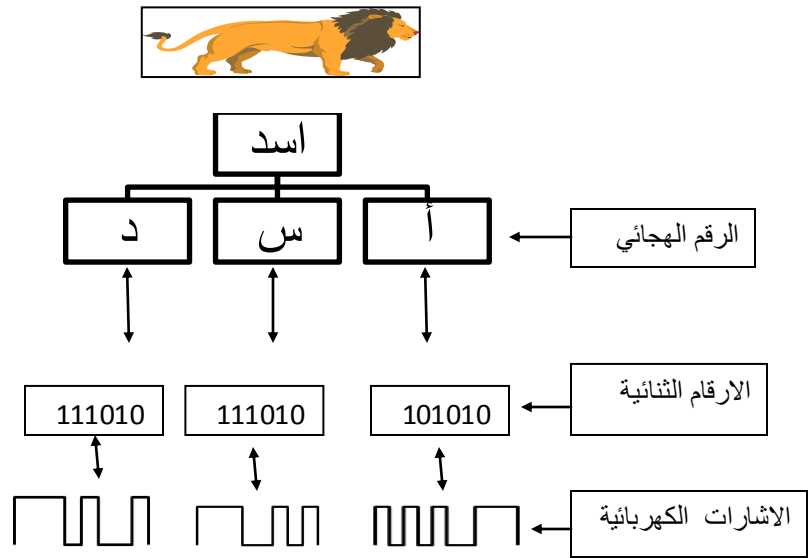 اسد
أ
س
د
الرقم الهجائي
101010
111010
111010
الارقام الثنائية
الاشارات الكهربائية